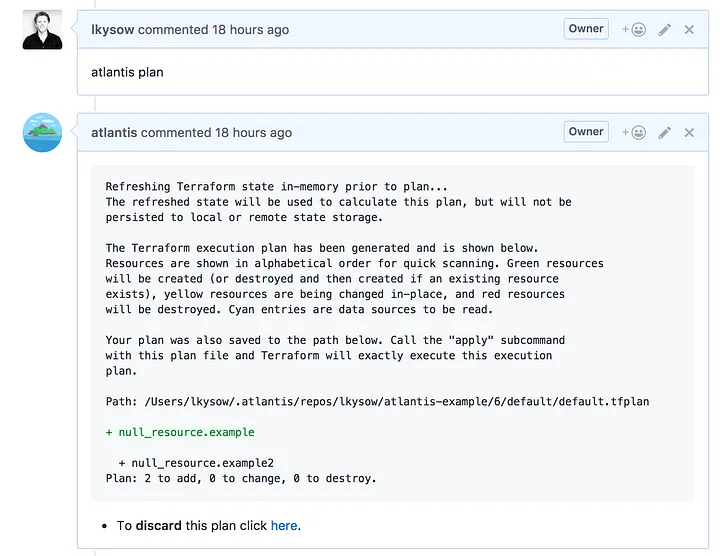 lkysow commented 18 hours ago
Owner
atlantis plan
atlantis commented 18 hours ago
Owner
Refreshing Terraform state in-memory prior to plan...
The refreshed state will be used to calculate this plan, but will not be
persisted to local or remote state storage.
The Terraform execution plan has been generated and is shown below.
Resources are shown in alphabetical order for quick scanning. Green resources
will be created (or destroyed and then created if an existing resource
exists), yellow resources are being changed in-place, and red resources
will be destroyed. Cyan entries are data sources to be read.
Your plan was also saved to the path below. Call the "apply" subcommand
with this plan file and Terraform will exactly execute this execution
plan.
Path: /Users/lkysow/.atlantis/repos/lkysow/atlantis-example/6/default/default.tfplan
+ null_resource.example
+ null_resource.example2
Plan: 2 to add, 0 to change, 0 to destroy.
• To discard this plan click here.